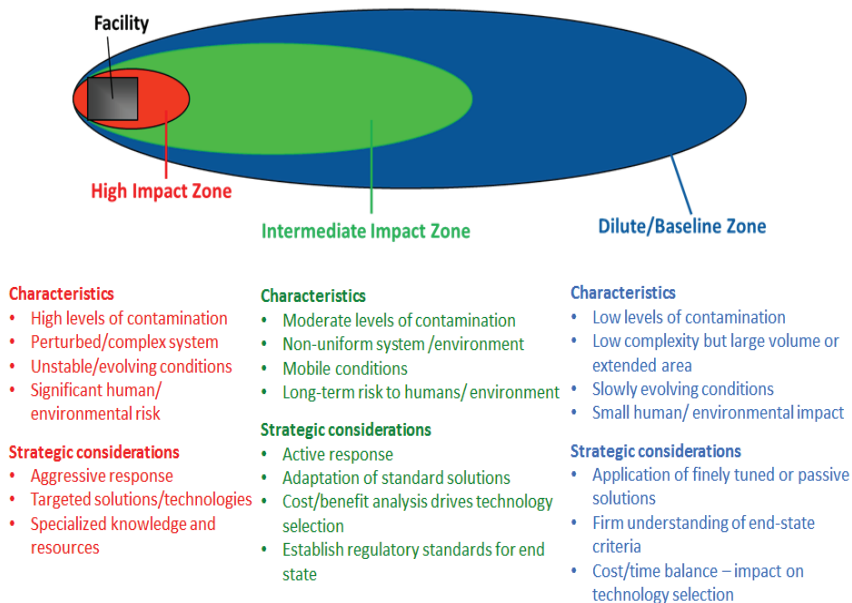 Facility
High Impact Zone
Intermediate Impact Zone
Dilute/Baseline Zone
Characteristics
• High levels of contamination
• Perturbed/complex system
• Unstable/evolving conditions
• Significant human/
environmental risk
Strategic considerations
• Aggressive response
• Targeted solutions/technologies
• Specialized knowledge and
resources
Characteristics
• Moderate levels of contamination
• Non-uniform system/environment
• Mobile conditions
• Long-term risk to humans/ environment
Strategic considerations
• Active response
• Adaptation of standard solutions
• Cost/benefit analysis drives technology
selection
• Establish regulatory standards for end
state
Characteristics
• Low levels of contamination
• Low complexity but large volume or
extended area
• Slowly evolving conditions
• Small human/ environmental impact
Strategic considerations
• Application of finely tuned or passive
solutions
• Firm understanding of end-state
criteria
• Cost/time balance – impact on
technology selection